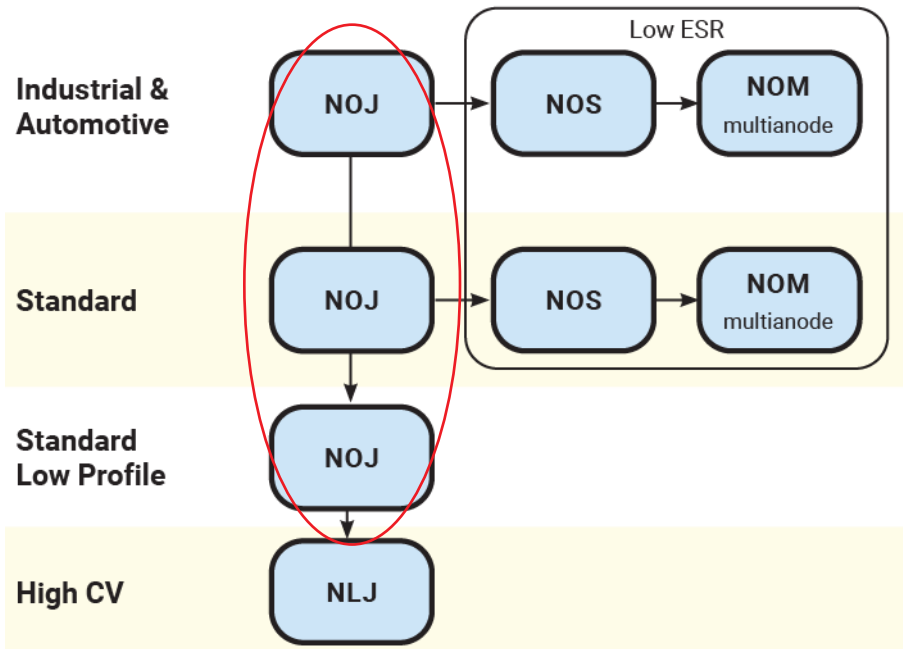 Low ESR
Industrial &
Automotive
NOJ
NOS
NOM
multianode
Standard
NOJ
NOS
NOM
multianode
Standard
Low Profile
NOJ
High CV
NLJ